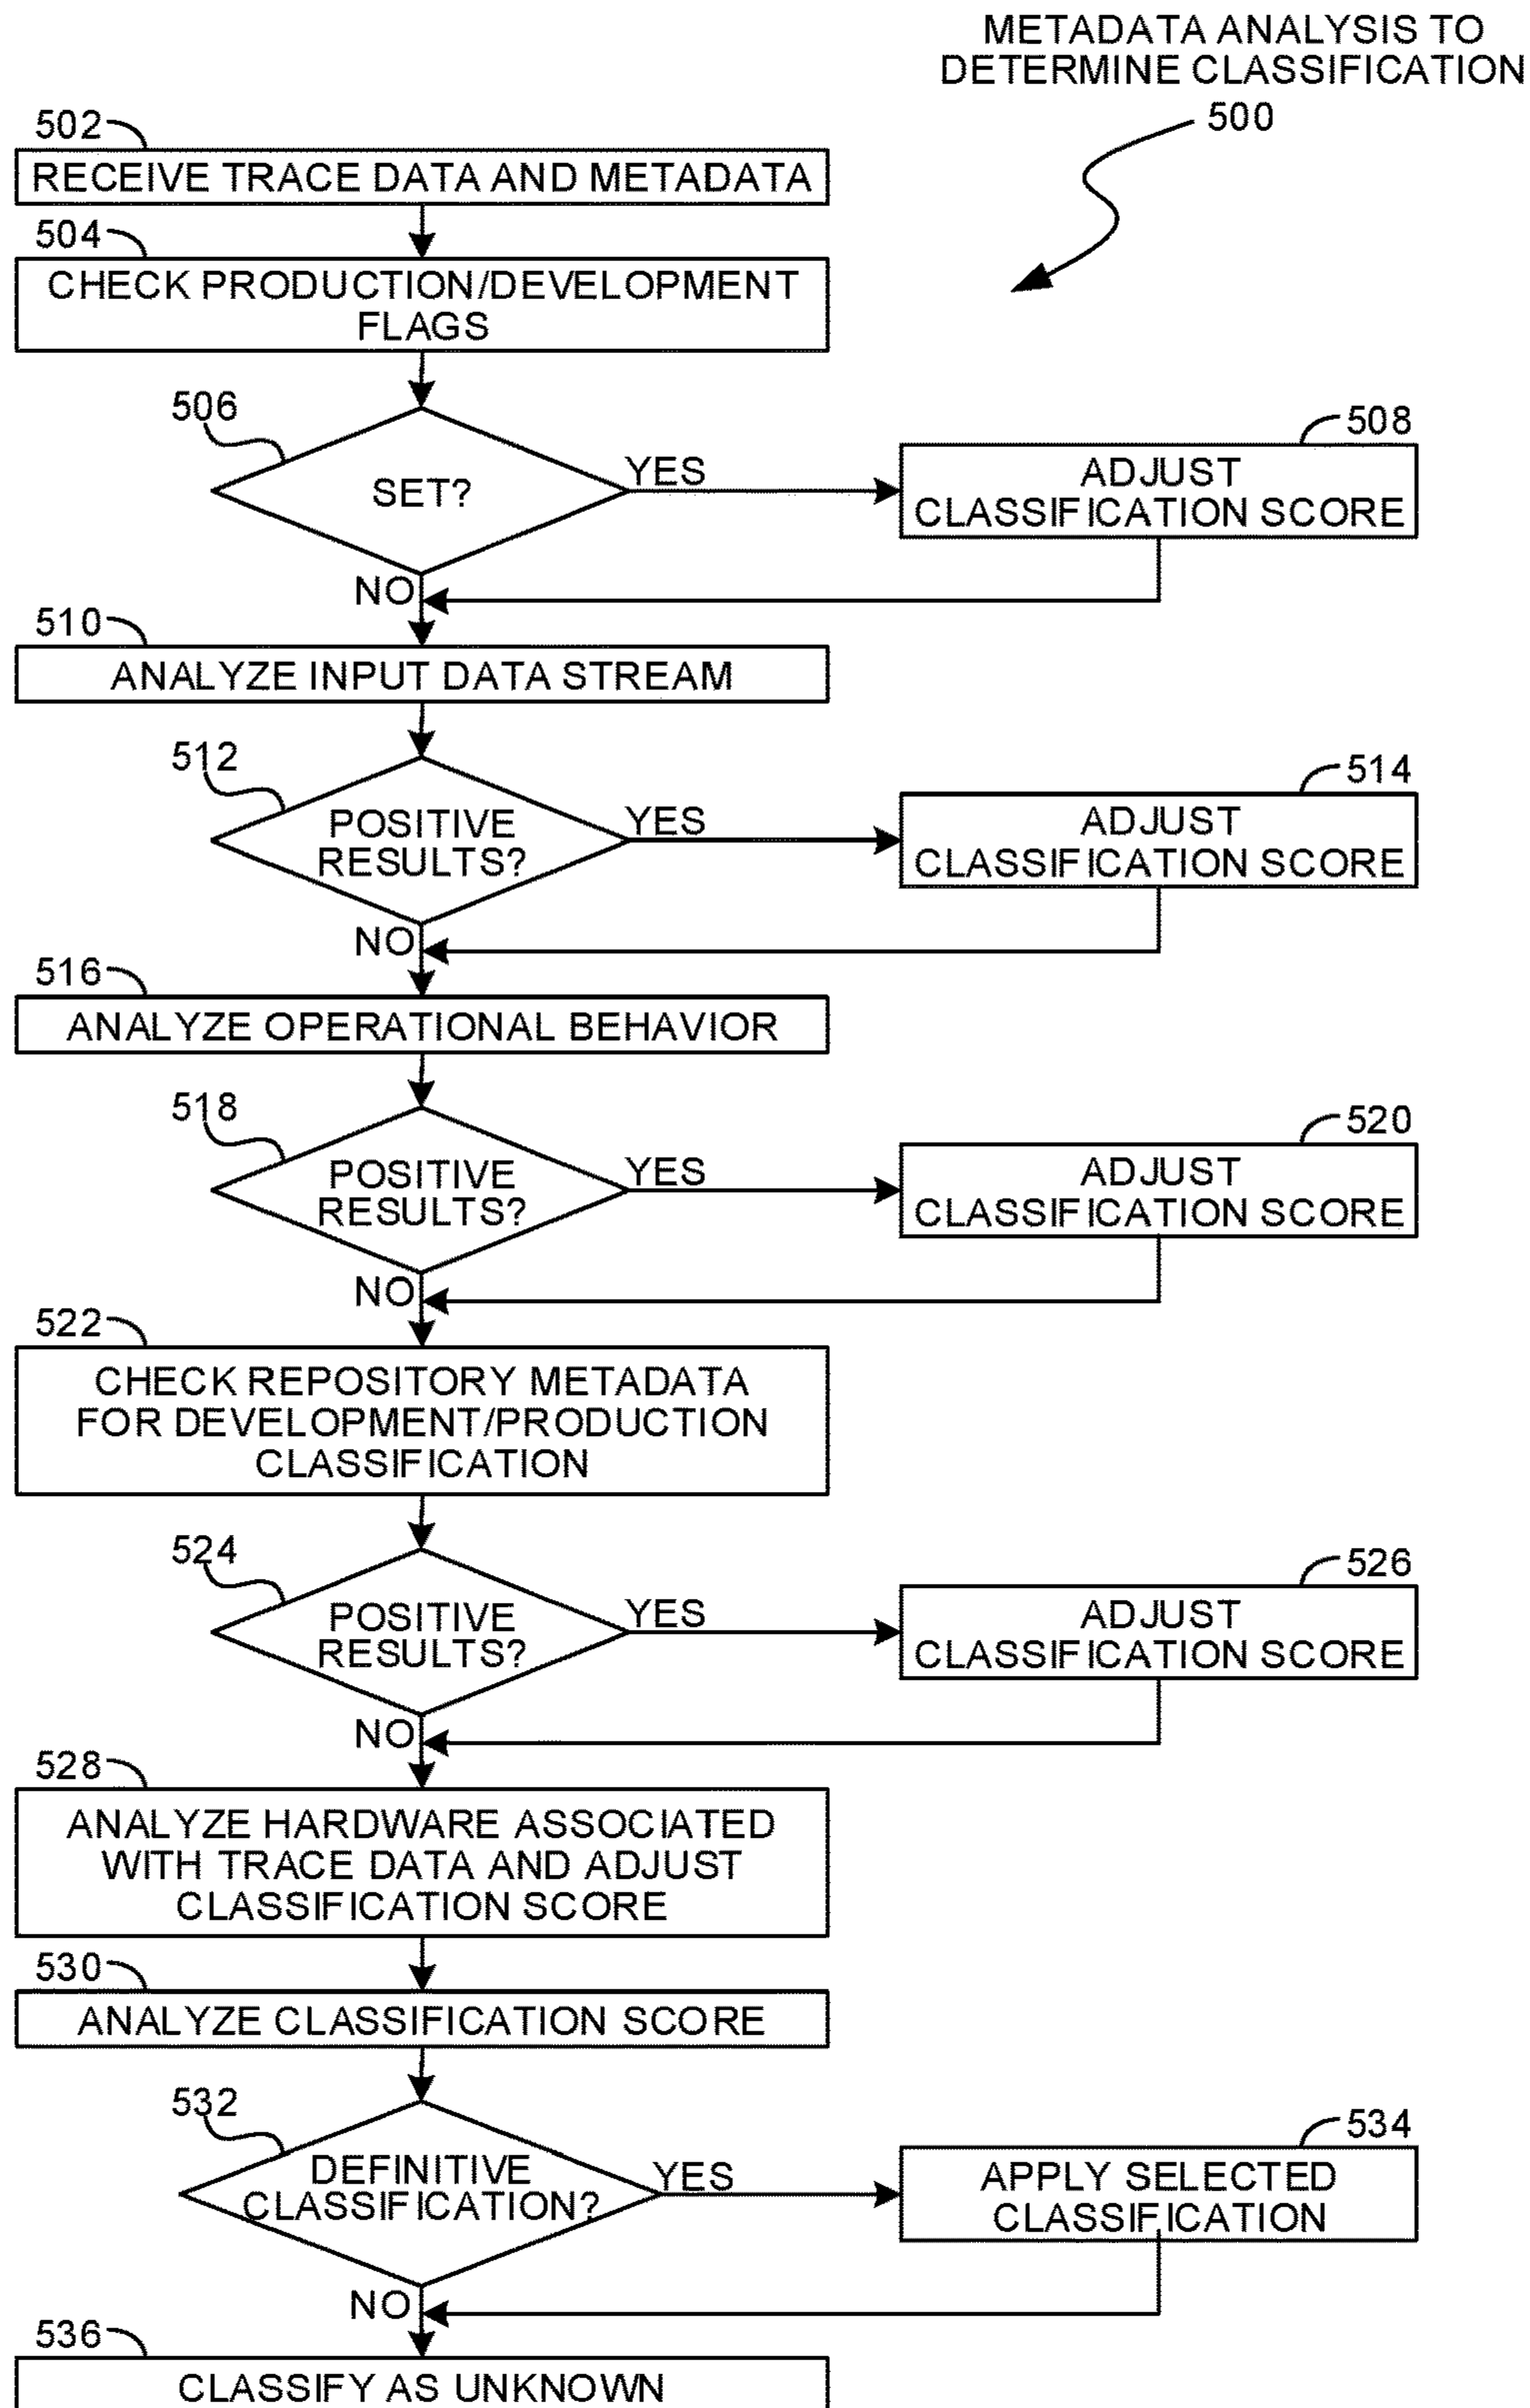 METADATA ANALYSIS TO
DETERMINE CLASSIFICATION
500
502
RECEIVE TRACE DATA AND METADATA
504
CHECK PRODUCTION/DEVELOPMENT
FLAGS
506
SET?
YES
508
ADJUST
CLASSIFICATION SCORE
NO
510
ANALYZE INPUT DATA STREAM
512
POSITIVE
RESULTS?
YES
514
ADJUST
CLASSIFICATION SCORE
NO
516
ANALYZE OPERATIONAL BEHAVIOR
518
POSITIVE
RESULTS?
YES
520
ADJUST
CLASSIFICATION SCORE
NO
522
CHECK REPOSITORY METADATA
FOR DEVELOPMENT/PRODUCTION
CLASSIFICATION
524
POSITIVE
RESULTS?
YES
526
ADJUST
CLASSIFICATION SCORE
NO
528
ANALYZE HARDWARE ASSOCIATED
WITH TRACE DATA AND ADJUST
CLASSIFICATION SCORE
530
ANALYZE CLASSIFICATION SCORE
532
DEFINITIVE
CLASSIFICATION?
YES
534
APPLY SELECTED
CLASSIFICATION
NO
536
CLASSIFY AS UNKNOWN